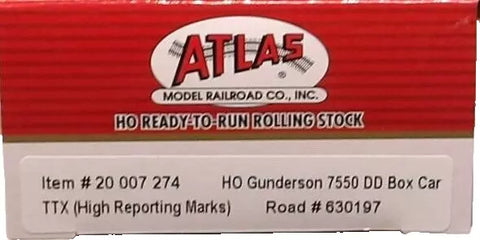 ATLAS
®
MODEL RAILROAD CO., INC.
HO READY-TO-RUN ROLLING STOCK
Item # 20 007 274 HO Gunderson 7550 DD Box Car
TTX (High Reporting Marks) Road # 630197